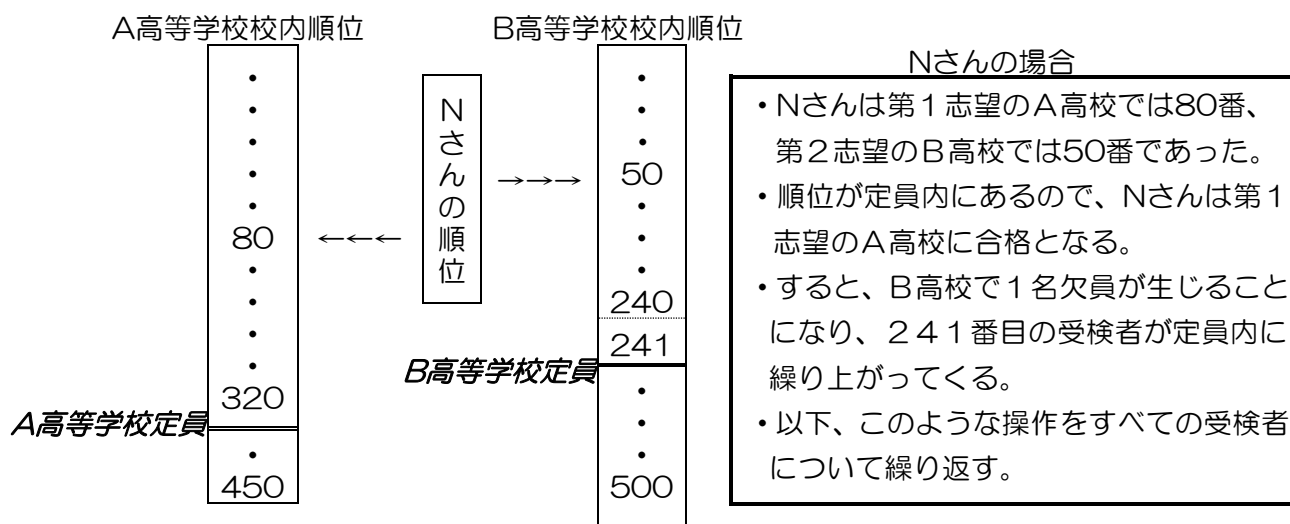 A高等学校校内順位
・
・
・
・
・
80
・
・
・
・
320
A高等学校定員
・
450
←←←
Nさんの順位
→→→
B高等学校校内順位
・
・
・
50
・
・
・
240
241
B高等学校定員
・
・
・
500
Nさんの場合
・Nさんは第1志望のA高校では80番、
第2志望のB高校では50番であった。
・順位が定員内にあるので、Nさんは第1
志望のA高校に合格となる。
・すると、B高校で1名欠員が生じること
になり、241番目の受検者が定員内に
繰り上がってくる。
・以下、このような操作をすべての受検者
について繰り返す。